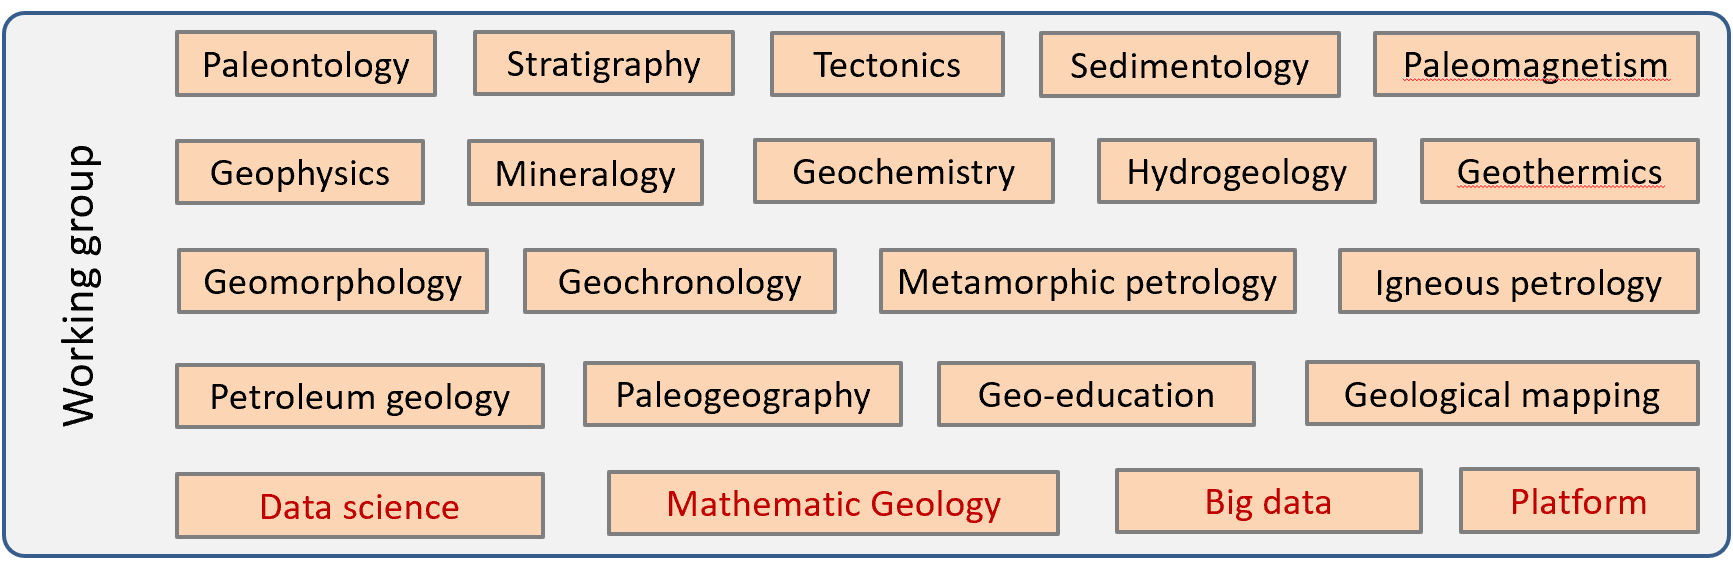 Working group
Paleontology
Stratigraphy
Tectonics
Sedimentology
Paleomagnetism
Geophysics
Mineralogy
Geochemistry
Hydrogeology
Geothermics
Geomorphology
Geochronology
Metamorphic petrology
Igneous petrology
Petroleum geology
Paleogeography
Geo-education
Geological mapping
Data science
Mathematic Geology
Big data
Platform